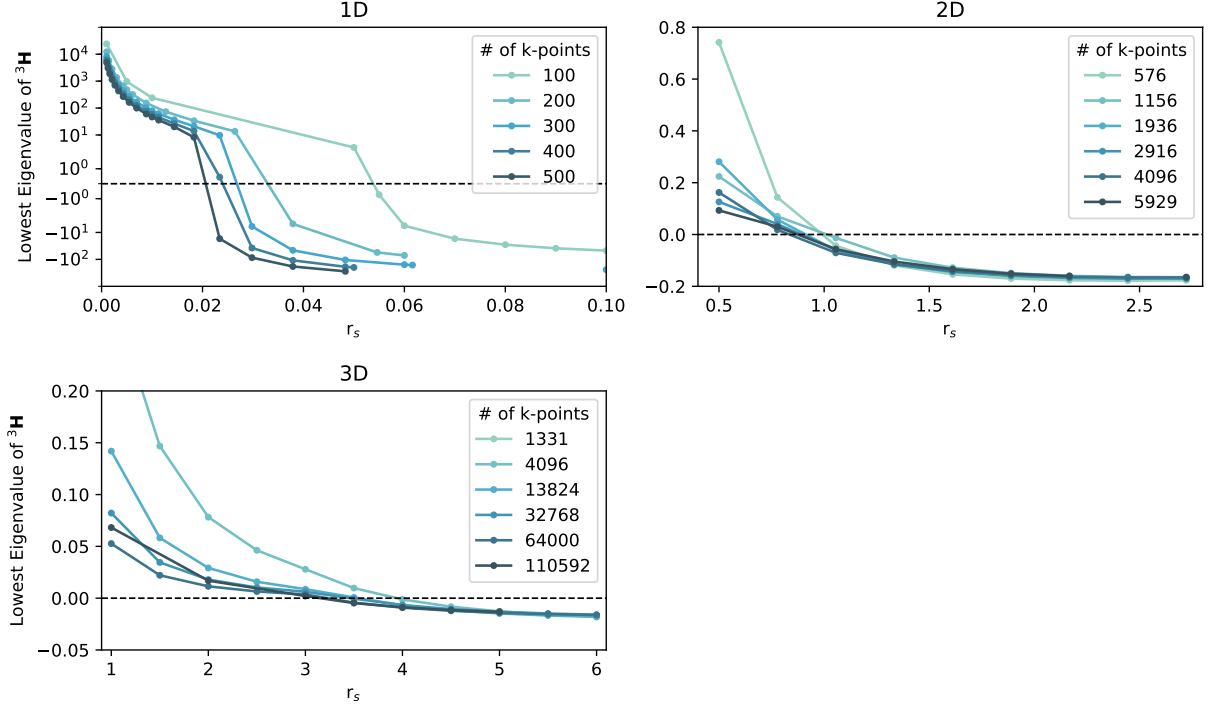 1D
Lowest Eigenvalue of ³H
10⁴
10³
10²
10¹
10⁰
−10⁰
−10¹
−10²
0.00 0.02 0.04 0.06 0.08 0.10
rₛ
# of k-points
100
200
300
400
500
2D
0.8
0.6
0.4
0.2
0.0
−0.2
0.5 1.0 1.5 2.0 2.5
rₛ
# of k-points
576
1156
1936
2916
4096
5929
3D
Lowest Eigenvalue of ³H
0.20
0.15
0.10
0.05
0.00
−0.05
1 2 3 4 5 6
rₛ
# of k-points
1331
4096
13824
32768
64000
110592